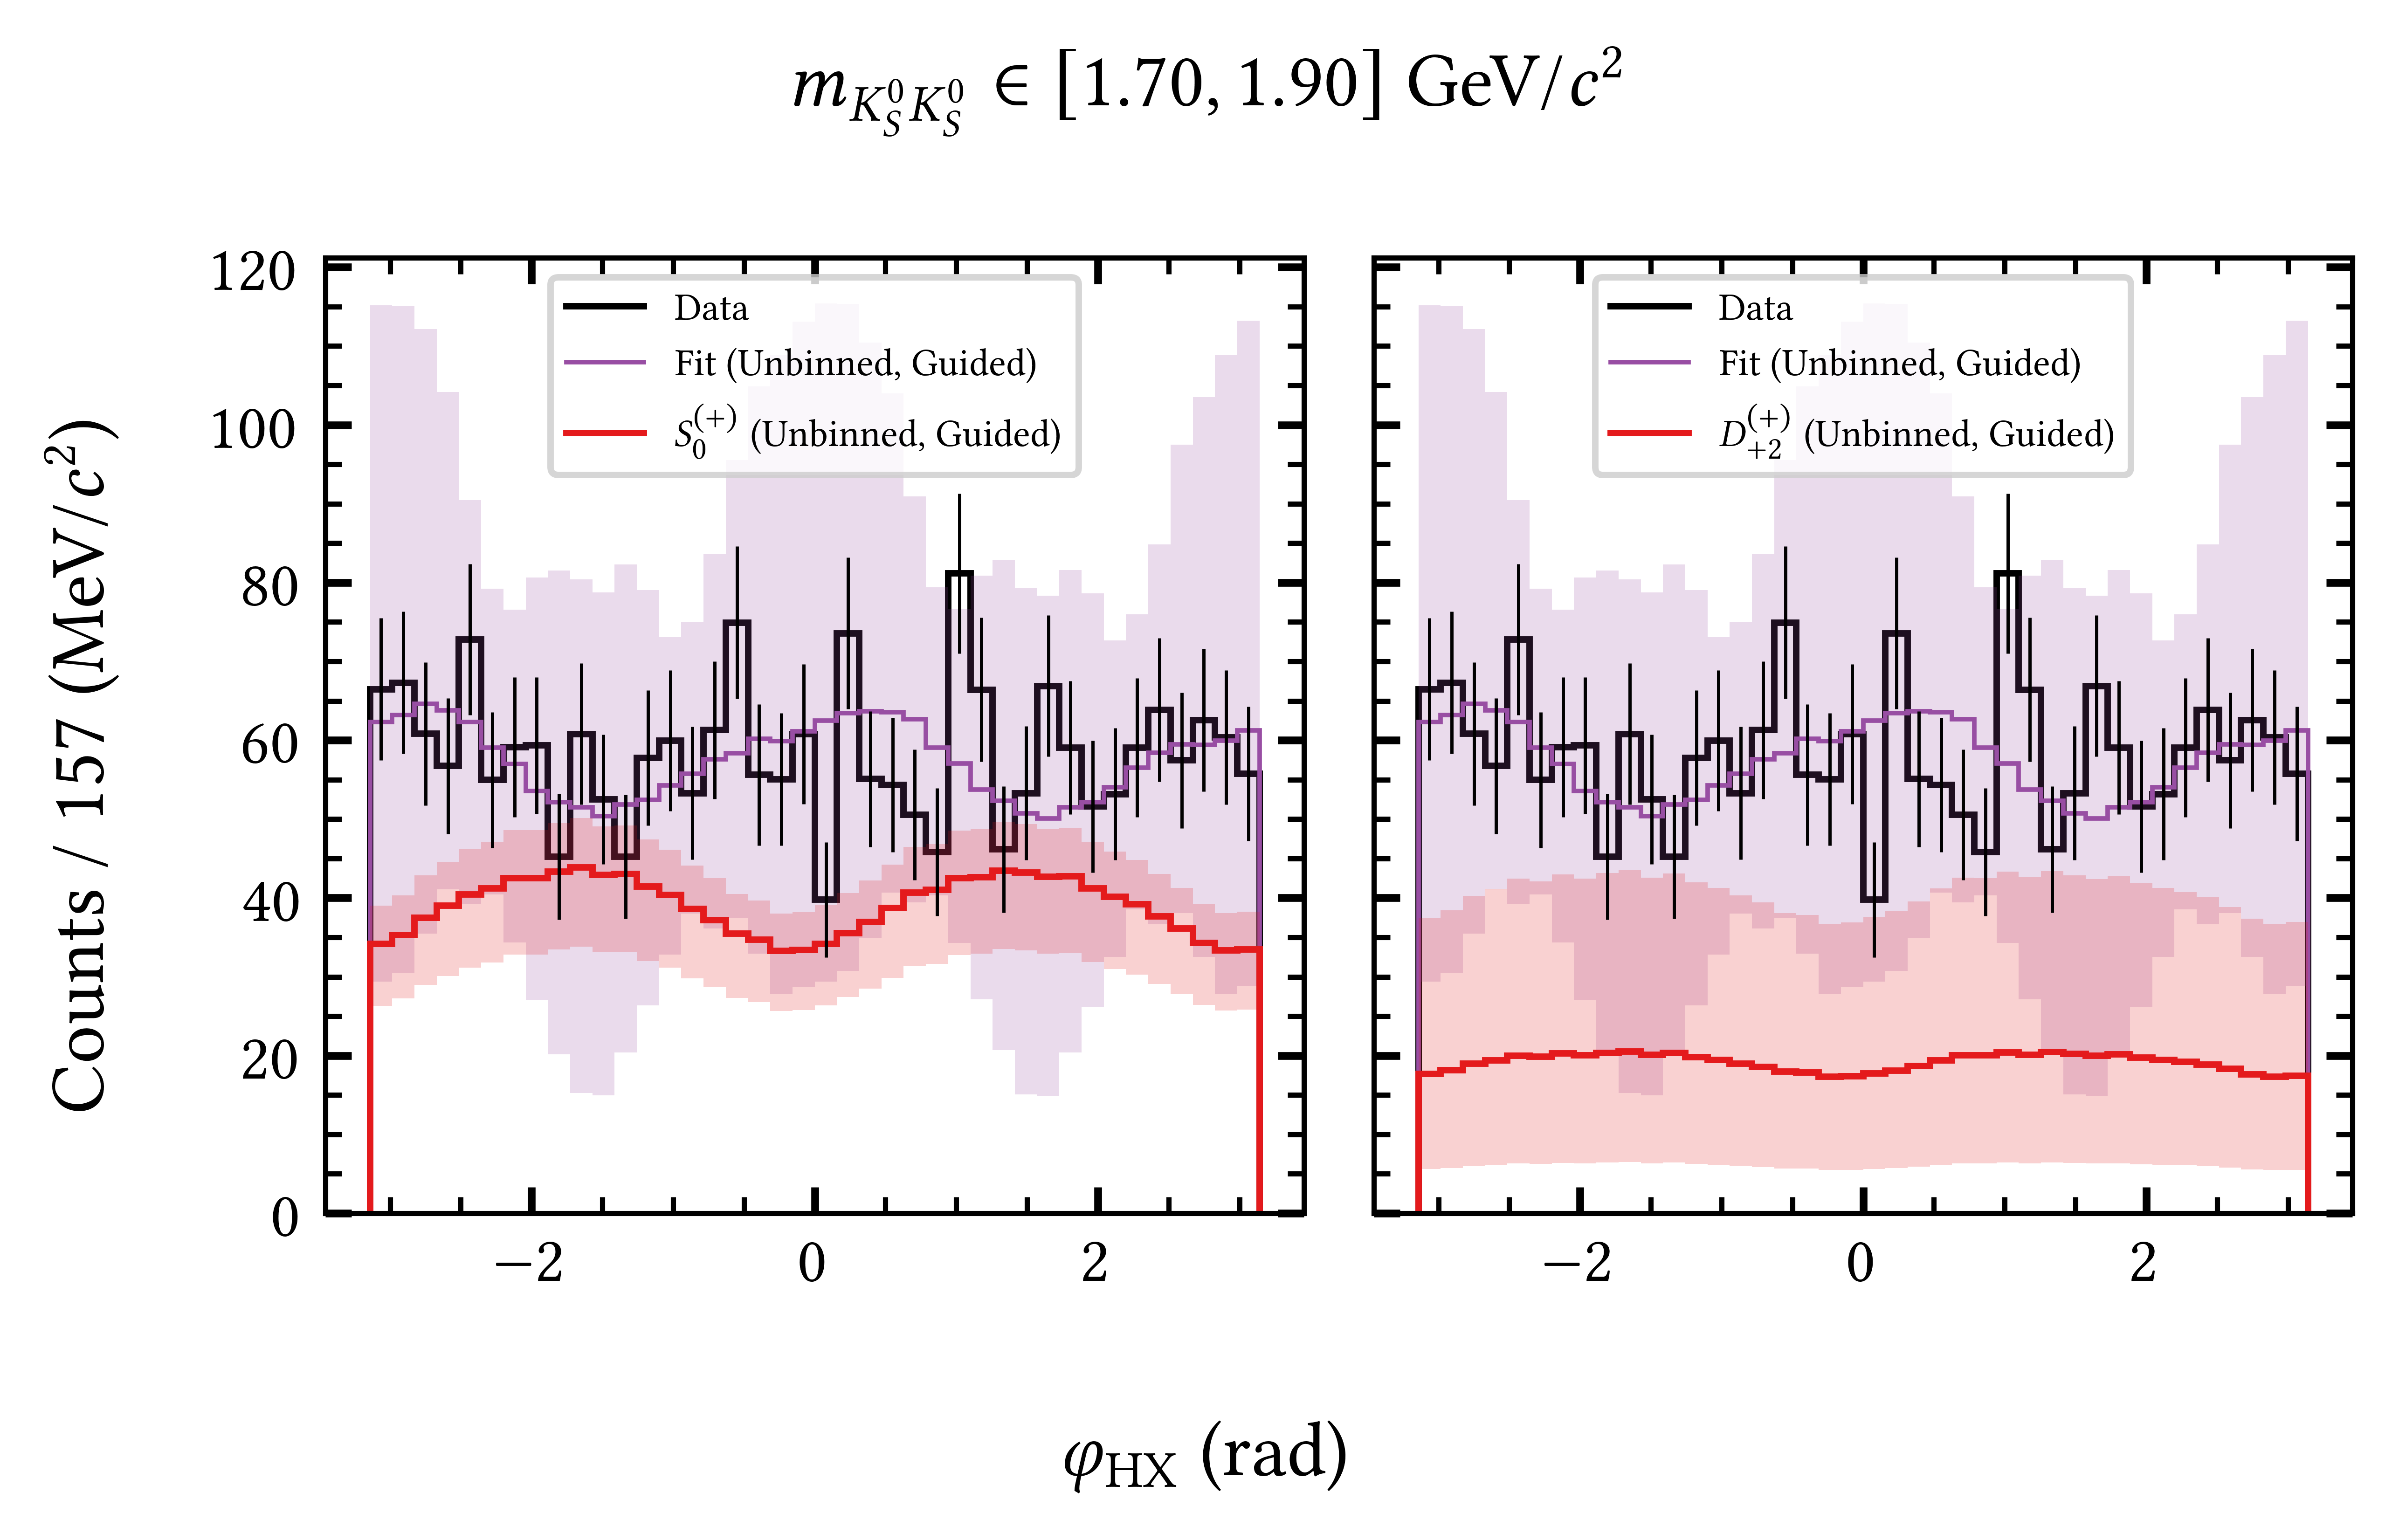 m_{K_S^0 K_S^0} ∈ [1.70, 1.90] GeV/c²
Counts / 157 (MeV/c²)
120
100
80
60
40
20
0
Data
Fit (Unbinned, Guided)
S_0^{(+)} (Unbinned, Guided)
−2
0
2
Data
Fit (Unbinned, Guided)
D_{+2}^{(+)} (Unbinned, Guided)
−2
0
2
φ_{HX} (rad)